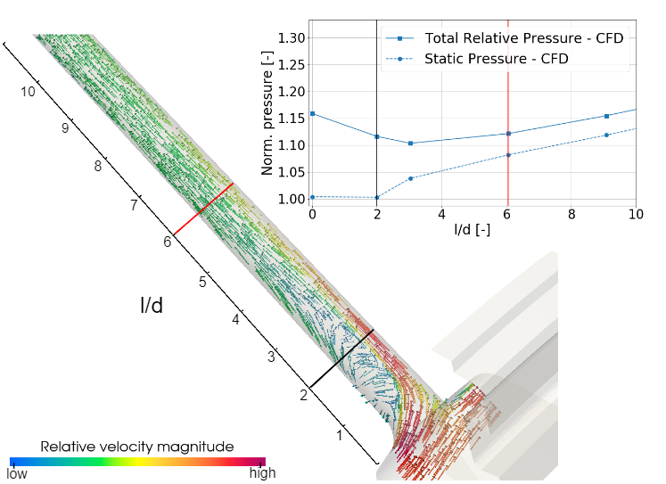 Total Relative Pressure - CFD
Static Pressure - CFD
Norm. pressure [-]
1.30
1.25
1.20
1.15
1.10
1.05
1.00
0 2 4 6 8 10
l/d [-]
10
9
8
7
6
5
4
3
2
1
l/d
Relative velocity magnitude
low high